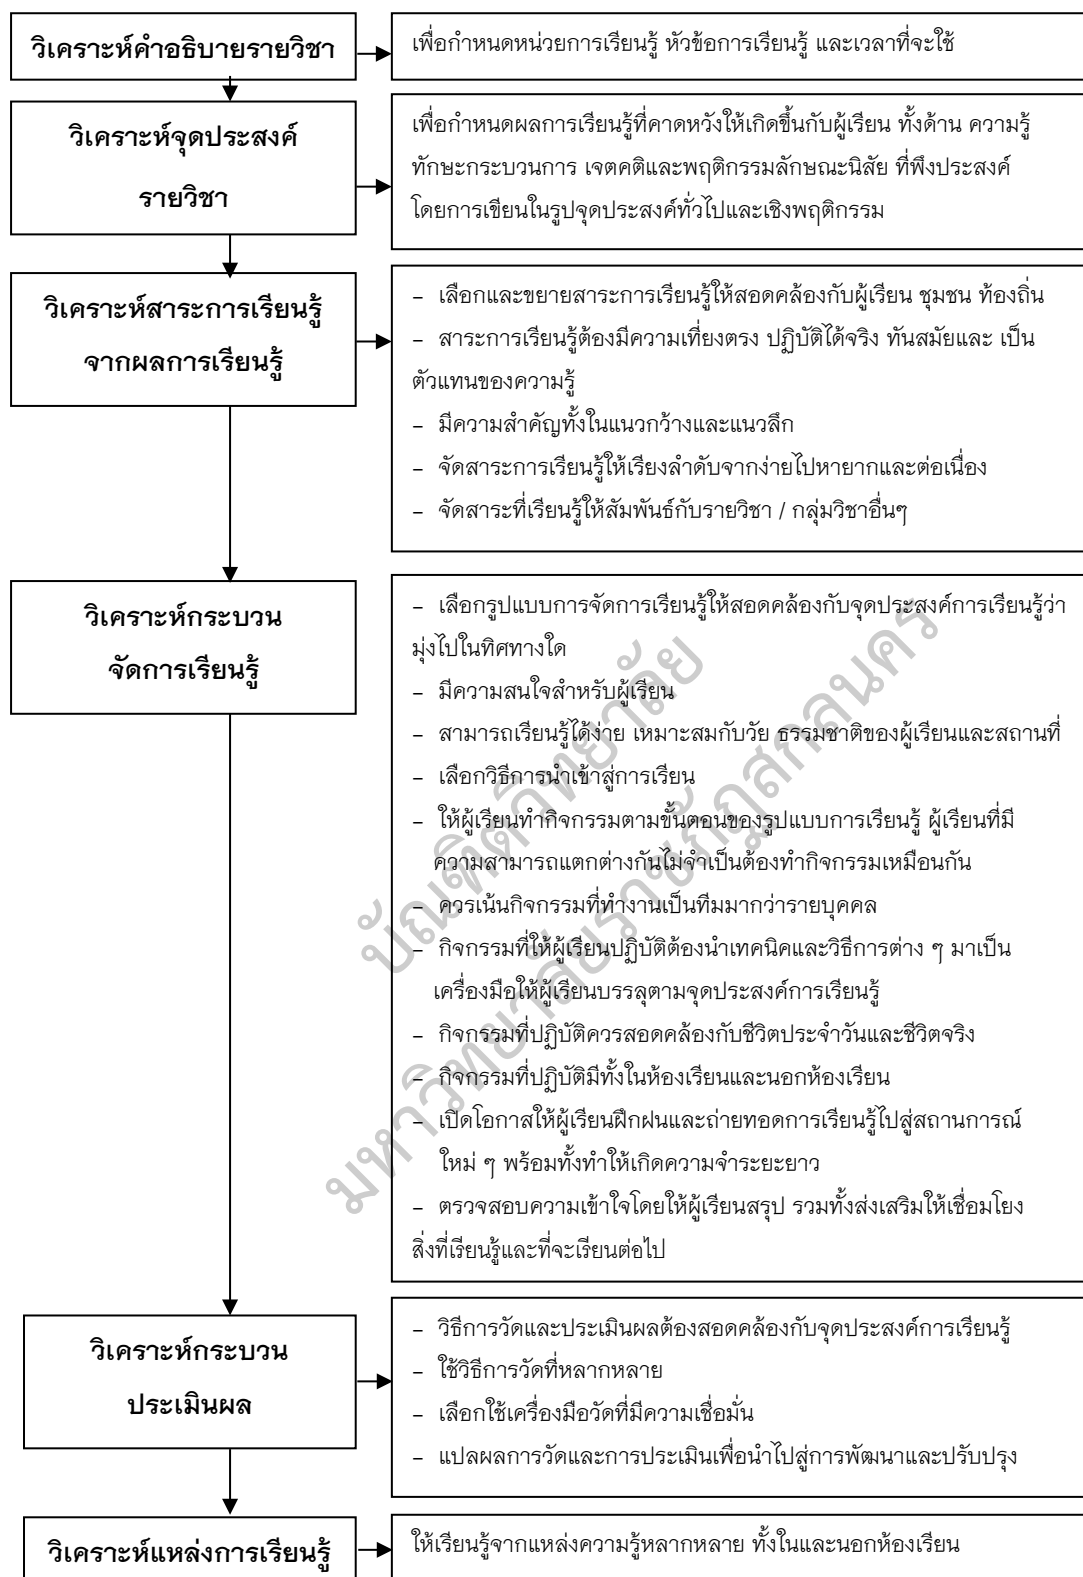 วิเคราะห์คำอธิบายรายวิชา
เพื่อกำหนดหน่วยการเรียนรู้ หัวข้อการเรียนรู้ และเวลาที่จะใช้
วิเคราะห์จุดประสงค์
รายวิชา
เพื่อกำหนดผลการเรียนรู้ที่คาดหวังให้เกิดขึ้นกับผู้เรียน ทั้งด้าน ความรู้
ทักษะกระบวนการ เจตคติและพฤติกรรมลักษณะนิสัย ที่พึงประสงค์
โดยการเขียนในรูปจุดประสงค์ทั่วไปและเชิงพฤติกรรม
วิเคราะห์สาระการเรียนรู้
จากผลการเรียนรู้
– เลือกและขยายสาระการเรียนรู้ให้สอดคล้องกับผู้เรียน ชุมชน ท้องถิ่น
– สาระการเรียนรู้ต้องมีความเที่ยงตรง ปฏิบัติได้จริง ทันสมัยและ เป็น
ตัวแทนของความรู้
– มีความสำคัญทั้งในแนวกว้างและแนวลึก
– จัดสาระการเรียนรู้ให้เรียงลำดับจากง่ายไปหายากและต่อเนื่อง
– จัดสาระที่เรียนรู้ให้สัมพันธ์กับรายวิชา / กลุ่มวิชาอื่นๆ
วิเคราะห์กระบวน
จัดการเรียนรู้
– เลือกรูปแบบการจัดการเรียนรู้ให้สอดคล้องกับจุดประสงค์การเรียนรู้ว่า
มุ่งไปในทิศทางใด
– มีความสนใจสำหรับผู้เรียน
– สามารถเรียนรู้ได้ง่าย เหมาะสมกับวัย ธรรมชาติของผู้เรียนและสถานที่
– เลือกวิธีการนำเข้าสู่การเรียน
– ให้ผู้เรียนทำกิจกรรมตามขั้นตอนของรูปแบบการเรียนรู้ ผู้เรียนที่มี
ความสามารถแตกต่างกันไม่จำเป็นต้องทำกิจกรรมเหมือนกัน
– ควรเน้นกิจกรรมที่ทำงานเป็นทีมมากว่ารายบุคคล
– กิจกรรมที่ให้ผู้เรียนปฏิบัติต้องนำเทคนิคและวิธีการต่าง ๆ มาเป็น
เครื่องมือให้ผู้เรียนบรรลุตามจุดประสงค์การเรียนรู้
– กิจกรรมที่ปฏิบัติควรสอดคล้องกับชีวิตประจำวันและชีวิตจริง
– กิจกรรมที่ปฏิบัติมีทั้งในห้องเรียนและนอกห้องเรียน
– เปิดโอกาสให้ผู้เรียนฝึกฝนและถ่ายทอดการเรียนรู้ไปสู่สถานการณ์
ใหม่ ๆ พร้อมทั้งทำให้เกิดความจำระยะยาว
– ตรวจสอบความเข้าใจโดยให้ผู้เรียนสรุป รวมทั้งส่งเสริมให้เชื่อมโยง
สิ่งที่เรียนรู้และที่จะเรียนต่อไป
บัณฑิตวิทยาลัย
มหาวิทยาลัยราชภัฏสกลนคร
วิเคราะห์กระบวน
ประเมินผล
– วิธีการวัดและประเมินผลต้องสอดคล้องกับจุดประสงค์การเรียนรู้
– ใช้วิธีการวัดที่หลากหลาย
– เลือกใช้เครื่องมือวัดที่มีความเชื่อมั่น
– แปลผลการวัดและการประเมินเพื่อนำไปสู่การพัฒนาและปรับปรุง
วิเคราะห์แหล่งการเรียนรู้
ให้เรียนรู้จากแหล่งความรู้หลากหลาย ทั้งในและนอกห้องเรียน